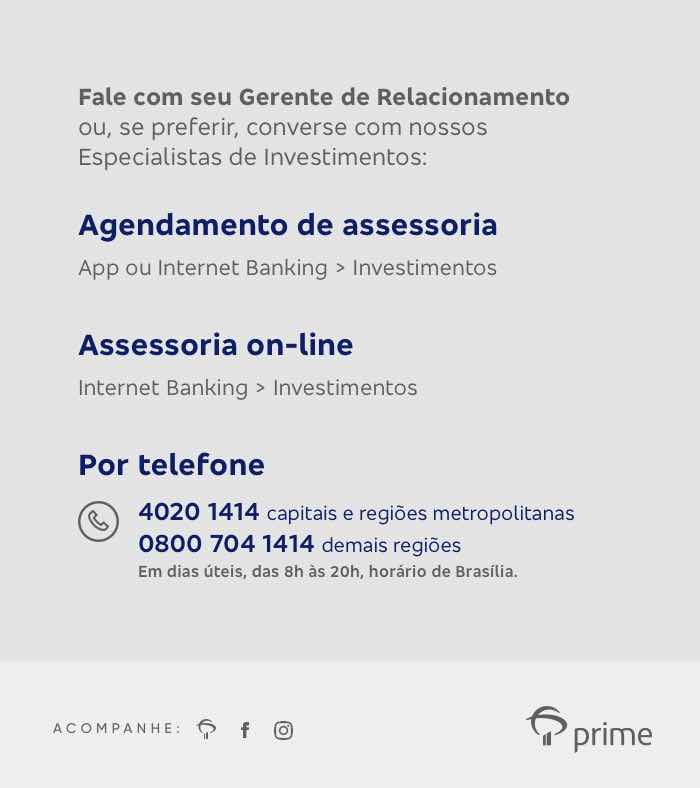 Fale com seu Gerente de Relacionamento
ou, se preferir, converse com nossos
Especialistas de Investimentos:
Agendamento de assessoria
App ou Internet Banking > Investimentos
Assessoria on-line
Internet Banking > Investimentos
Por telefone
4020 1414 capitais e regiões metropolitanas
0800 704 1414 demais regiões
Em dias úteis, das 8h às 20h, horário de Brasília.
ACOMPANHE:
prime